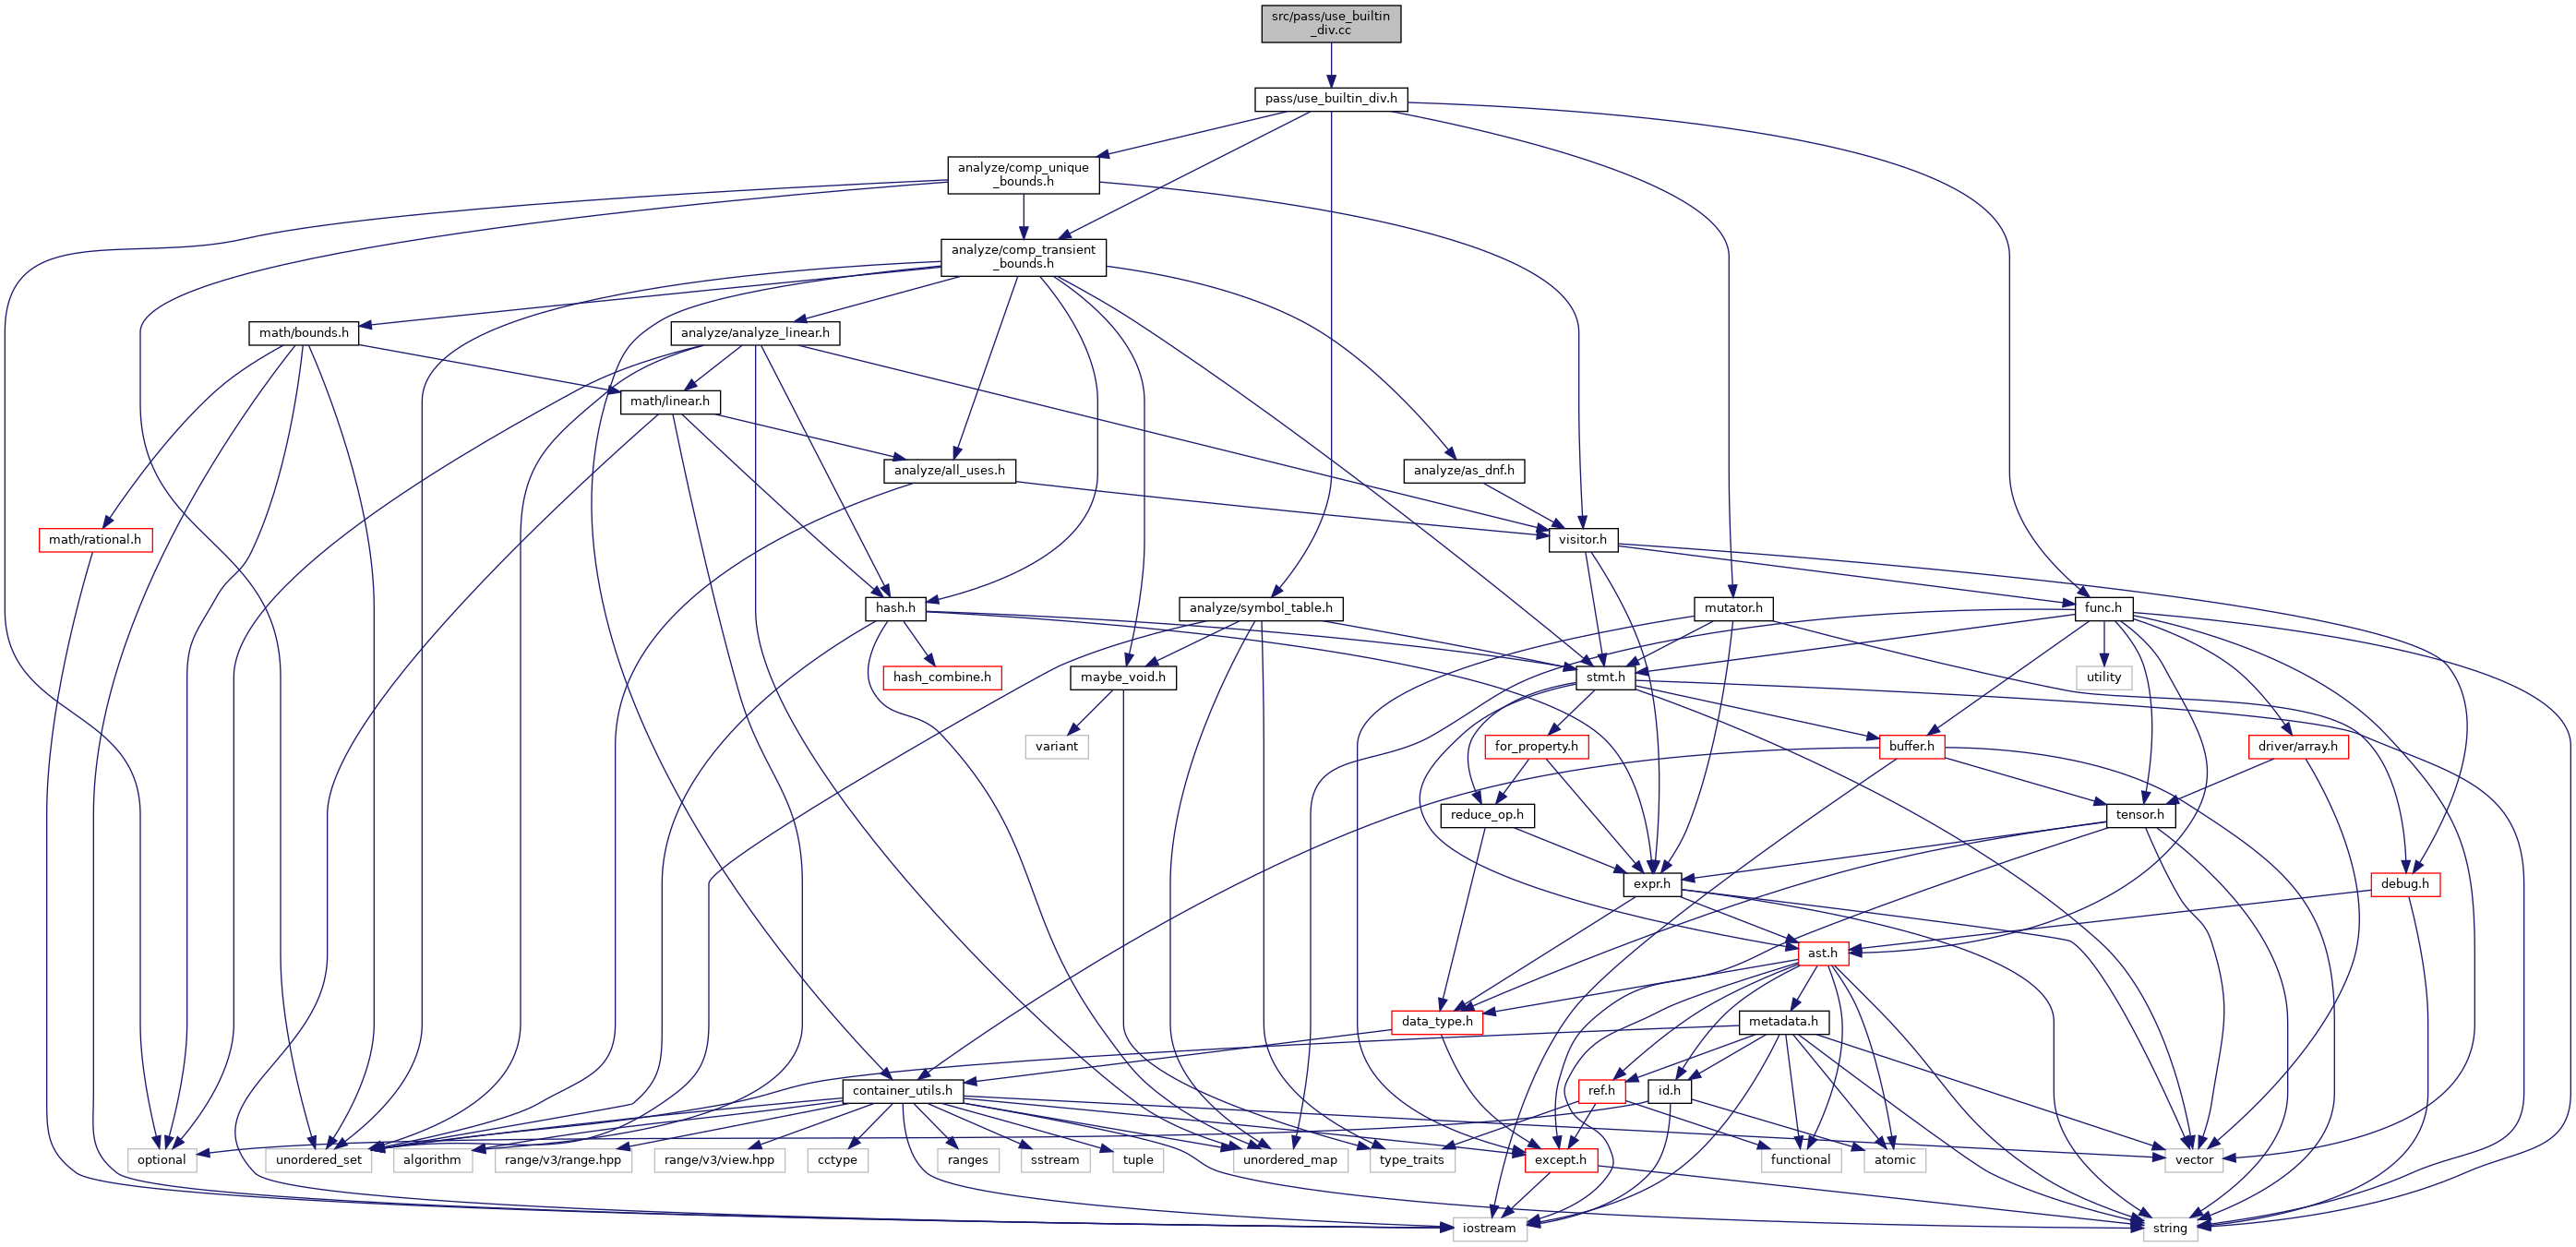 src/pass/use_builtin
_div.cc
pass/use_builtin_div.h
analyze/comp_unique
_bounds.h
analyze/comp_transient
_bounds.h
math/bounds.h
analyze/analyze_linear.h
math/linear.h
analyze/all_uses.h
analyze/as_dnf.h
math/rational.h
visitor.h
hash.h
analyze/symbol_table.h
mutator.h
func.h
hash_combine.h
maybe_void.h
stmt.h
utility
variant
for_property.h
buffer.h
driver/array.h
reduce_op.h
tensor.h
expr.h
debug.h
ast.h
data_type.h
metadata.h
container_utils.h
ref.h
id.h
optional
unordered_set
algorithm
range/v3/range.hpp
range/v3/view.hpp
cctype
ranges
sstream
tuple
unordered_map
type_traits
except.h
functional
atomic
vector
iostream
string